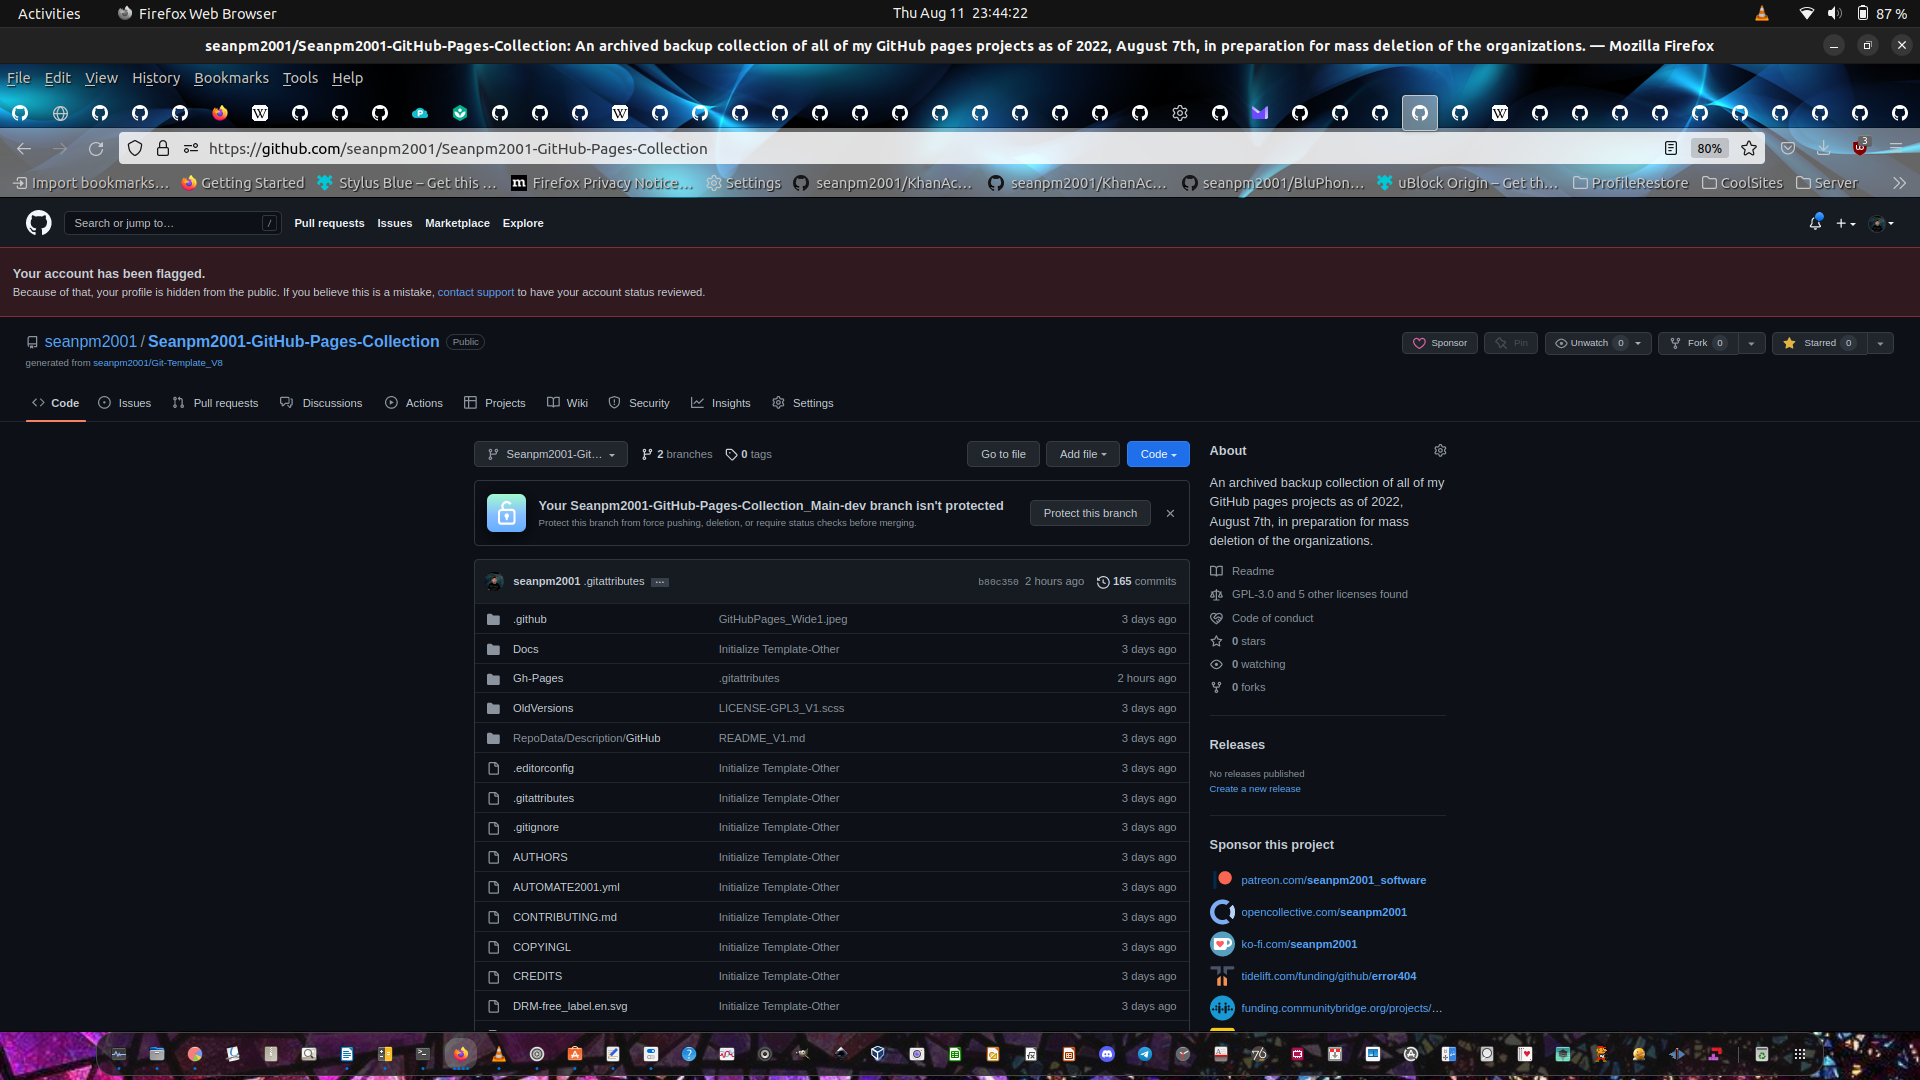 Activities
Firefox Web Browser
Thu Aug 11 23:44:22
87 %
seanpm2001/Seanpm2001-GitHub-Pages-Collection: An archived backup collection of all of my GitHub pages projects as of 2022, August 7th, in preparation for mass deletion of the organizations. — Mozilla Firefox
File Edit View History Bookmarks Tools Help
https://github.com/seanpm2001/Seanpm2001-GitHub-Pages-Collection
80%
3
Import bookmarks…
Getting Started
Stylus Blue – Get this …
Firefox Privacy Notice…
Settings
seanpm2001/KhanAc…
seanpm2001/KhanAc…
seanpm2001/BluPhon…
uBlock Origin – Get th…
ProfileRestore
CoolSites
Server
Search or jump to…
/
Pull requests
Issues
Marketplace
Explore
Your account has been flagged.
Because of that, your profile is hidden from the public. If you believe this is a mistake, contact support to have your account status reviewed.
seanpm2001 / Seanpm2001-GitHub-Pages-Collection
Public
Sponsor
Pin
Unwatch 0
Fork 0
Starred 0
generated from seanpm2001/Git-Template_V8
Code
Issues
Pull requests
Discussions
Actions
Projects
Wiki
Security
Insights
Settings
Seanpm2001-Git…
2 branches
0 tags
Go to file
Add file
Code
Your Seanpm2001-GitHub-Pages-Collection_Main-dev branch isn't protected
Protect this branch from force pushing, deletion, or require status checks before merging.
Protect this branch
seanpm2001 .gitattributes …
b80c350 2 hours ago
165 commits
.github GitHubPages_Wide1.jpeg 3 days ago
Docs Initialize Template-Other 3 days ago
Gh-Pages .gitattributes 2 hours ago
OldVersions LICENSE-GPL3_V1.scss 3 days ago
RepoData/Description/GitHub README_V1.md 3 days ago
.editorconfig Initialize Template-Other 3 days ago
.gitattributes Initialize Template-Other 3 days ago
.gitignore Initialize Template-Other 3 days ago
AUTHORS Initialize Template-Other 3 days ago
AUTOMATE2001.yml Initialize Template-Other 3 days ago
CONTRIBUTING.md Initialize Template-Other 3 days ago
COPYINGL Initialize Template-Other 3 days ago
CREDITS Initialize Template-Other 3 days ago
DRM-free_label.en.svg Initialize Template-Other 3 days ago
About
An archived backup collection of all of my
GitHub pages projects as of 2022,
August 7th, in preparation for mass
deletion of the organizations.
Readme
GPL-3.0 and 5 other licenses found
Code of conduct
0 stars
0 watching
0 forks
Releases
No releases published
Create a new release
Sponsor this project
patreon.com/seanpm2001_software
opencollective.com/seanpm2001
ko-fi.com/seanpm2001
tidelift.com/funding/github/error404
funding.communitybridge.org/projects/…
76